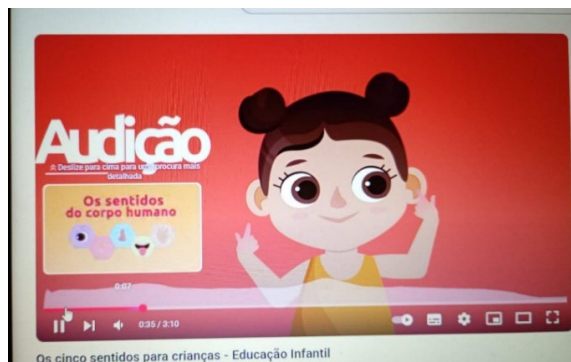 Audição
Deslize para cima para uma procura mais
detalhada
Os sentidos
do corpo humano
0:07
0:35 / 3:10
Os cinco sentidos para crianças - Educação Infantil